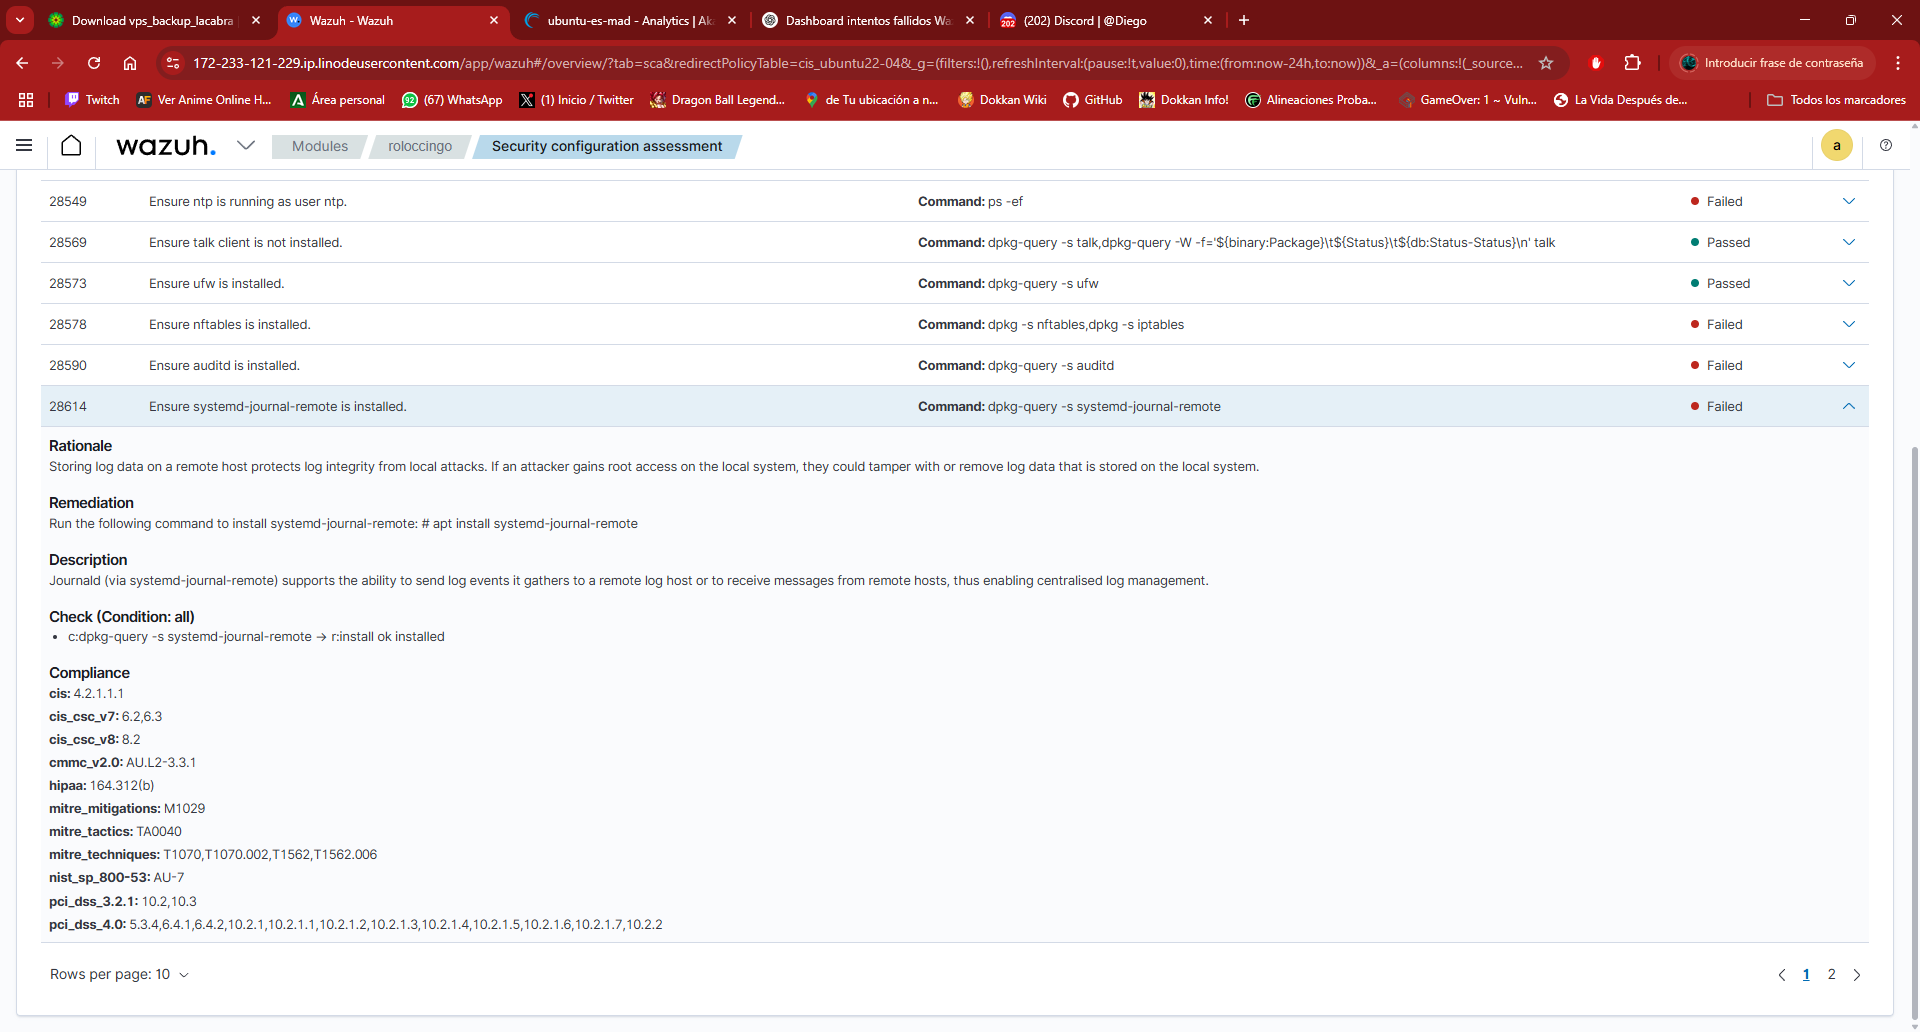 Download vps_backup_lacabra
Wazuh - Wazuh
ubuntu-es-mad - Analytics | Ak
Dashboard intentos fallidos Wa
(202) Discord | @Diego
172-233-121-229.ip.linodeusercontent.com/app/wazuh#/overview/?tab=sca&redirectPolicyTable=cis_ubuntu22-04&_g=(filters:!(),refreshInterval:(pause:!t,value:0),time:(from:now-24h,to:now))&_a=(columns:!(_source...
Introducir frase de contraseña
Twitch
Ver Anime Online H...
Área personal
(67) WhatsApp
(1) Inicio / Twitter
Dragon Ball Legend...
de Tu ubicación a n...
Dokkan Wiki
GitHub
Dokkan Info!
Alineaciones Proba...
GameOver: 1 ~ Vuln...
La Vida Después de...
Todos los marcadores
wazuh.
Modules
roloccingo
Security configuration assessment
a
28549 Ensure ntp is running as user ntp. Command: ps -ef Failed
28569 Ensure talk client is not installed. Command: dpkg-query -s talk,dpkg-query -W -f='${binary:Package}\t${Status}\t${db:Status-Status}\n' talk Passed
28573 Ensure ufw is installed. Command: dpkg-query -s ufw Passed
28578 Ensure nftables is installed. Command: dpkg -s nftables,dpkg -s iptables Failed
28590 Ensure auditd is installed. Command: dpkg-query -s auditd Failed
28614 Ensure systemd-journal-remote is installed. Command: dpkg-query -s systemd-journal-remote Failed
Rationale
Storing log data on a remote host protects log integrity from local attacks. If an attacker gains root access on the local system, they could tamper with or remove log data that is stored on the local system.
Remediation
Run the following command to install systemd-journal-remote: # apt install systemd-journal-remote
Description
Journald (via systemd-journal-remote) supports the ability to send log events it gathers to a remote log host or to receive messages from remote hosts, thus enabling centralised log management.
Check (Condition: all)
• c:dpkg-query -s systemd-journal-remote → r:install ok installed
Compliance
cis: 4.2.1.1.1
cis_csc_v7: 6.2,6.3
cis_csc_v8: 8.2
cmmc_v2.0: AU.L2-3.3.1
hipaa: 164.312(b)
mitre_mitigations: M1029
mitre_tactics: TA0040
mitre_techniques: T1070,T1070.002,T1562,T1562.006
nist_sp_800-53: AU-7
pci_dss_3.2.1: 10.2,10.3
pci_dss_4.0: 5.3.4,6.4.1,6.4.2,10.2.1,10.2.1.1,10.2.1.2,10.2.1.3,10.2.1.4,10.2.1.5,10.2.1.6,10.2.1.7,10.2.2
Rows per page: 10
1 2